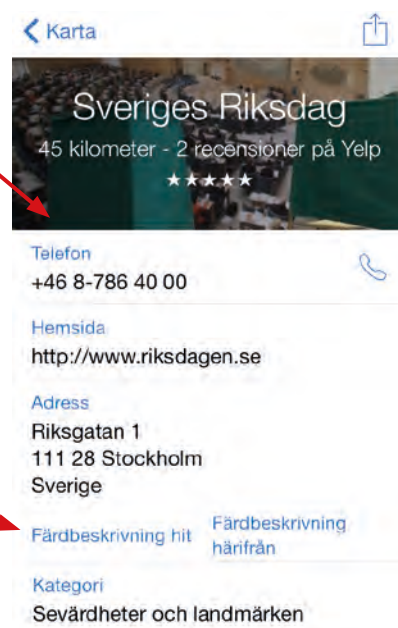 Karta
Sveriges Riksdag
45 kilometer - 2 recensioner på Yelp
Telefon
+46 8-786 40 00
Hemsida
http://www.riksdagen.se
Adress
Riksgatan 1
111 28 Stockholm
Sverige
Färdbeskrivning hit
Färdbeskrivning
härifrån
Kategori
Sevärdheter och landmärken